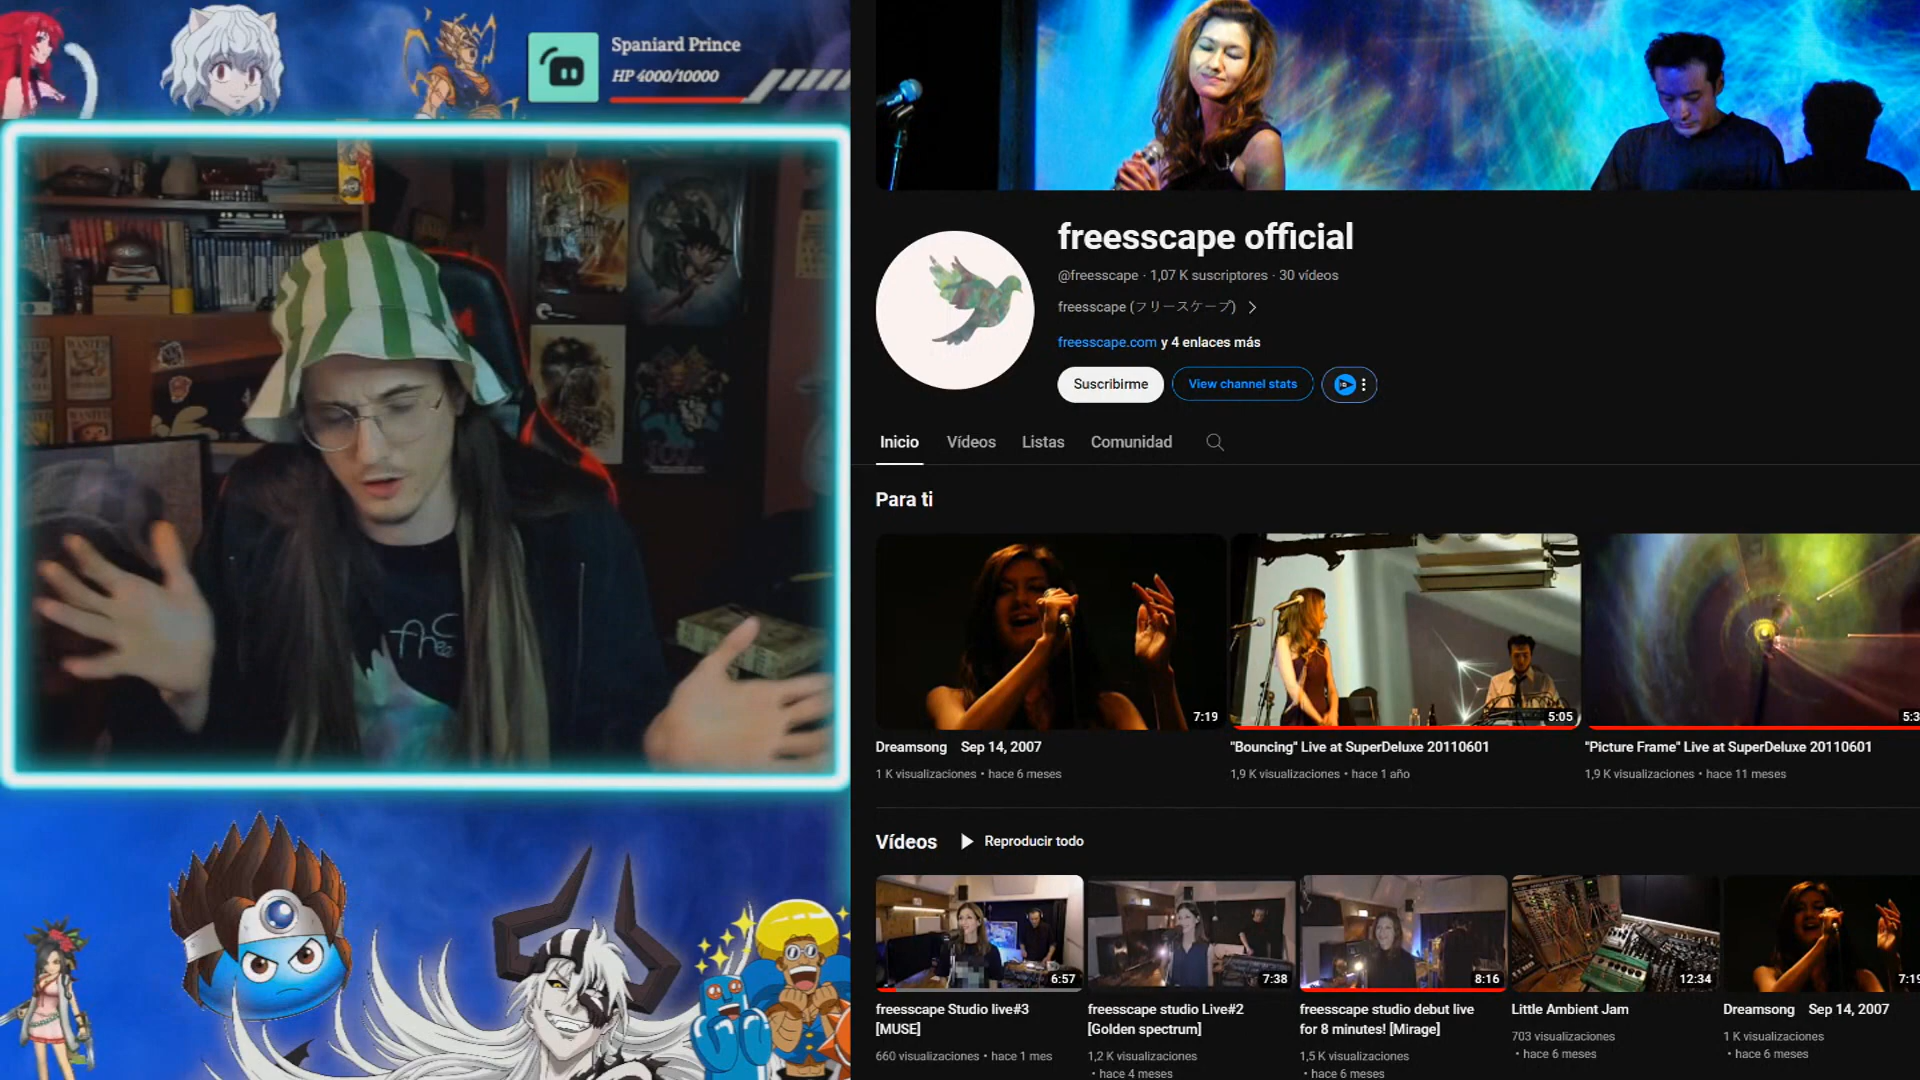 Spaniard Prince
HP 4000/10000
WANTED
WANTED
WANTED
freesscape official
@freesscape · 1,07 K suscriptores · 30 vídeos
freesscape (フリースケープ)
freesscape.com y 4 enlaces más
Suscribirme
View channel stats
Inicio
Vídeos
Listas
Comunidad
Para ti
7:19
5:05
Dreamsong Sep 14, 2007
1 K visualizaciones • hace 6 meses
"Bouncing" Live at SuperDeluxe 20110601
1,9 K visualizaciones • hace 1 año
"Picture Frame" Live at SuperDeluxe 20110601
1,9 K visualizaciones • hace 11 meses
Vídeos
Reproducir todo
6:57
7:38
8:16
12:34
7:19
freesscape Studio live#3
[MUSE]
660 visualizaciones • hace 1 mes
freesscape studio Live#2
[Golden spectrum]
1,2 K visualizaciones
• hace 4 meses
freesscape studio debut live
for 8 minutes! [Mirage]
1,5 K visualizaciones
• hace 6 meses
Little Ambient Jam
703 visualizaciones
• hace 6 meses
Dreamsong Sep 14, 2007
1 K visualizaciones
• hace 6 meses